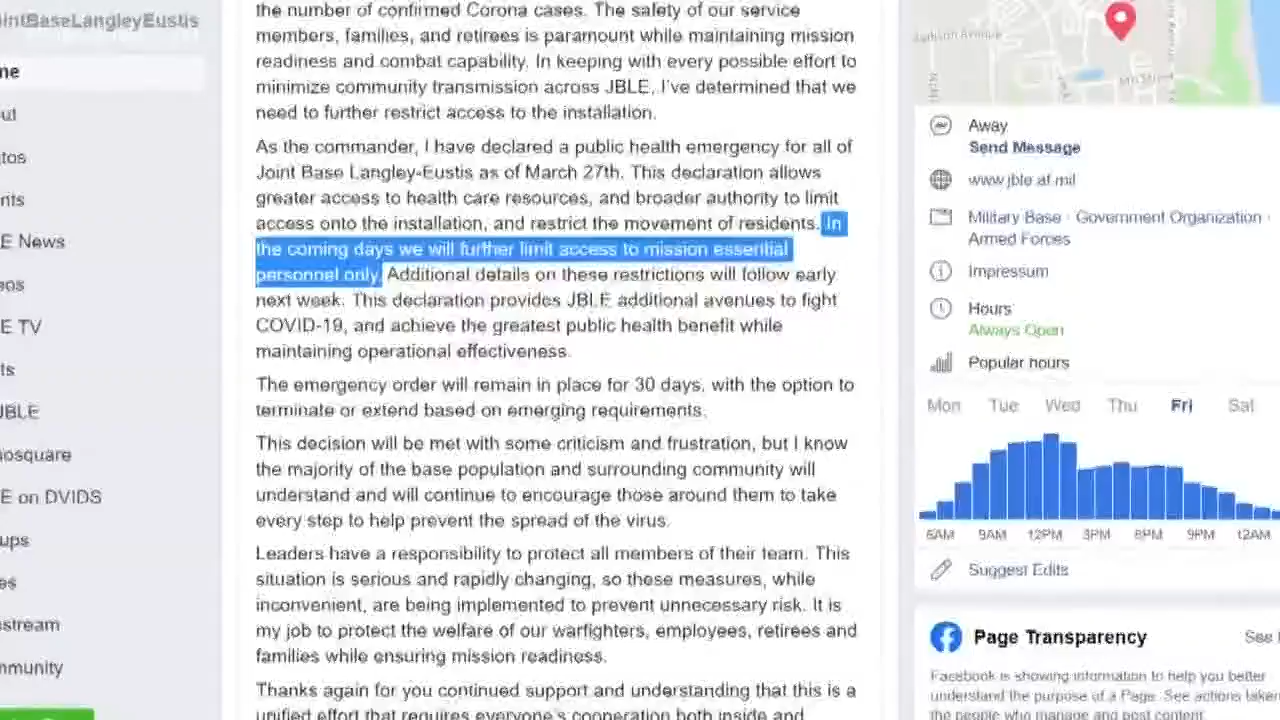 intBaseLangleyEustis
me
ut
tos
nts
E News
eos
E TV
ts
JBLE
hosquare
E on DVIDS
ups
es
estream
mmunity
the number of confirmed Corona cases. The safety of our service
members, families, and retirees is paramount while maintaining mission
readiness and combat capability. In keeping with every possible effort to
minimize community transmission across JBLE, I've determined that we
need to further restrict access to the installation.
As the commander, I have declared a public health emergency for all of
Joint Base Langley-Eustis as of March 27th. This declaration allows
greater access to health care resources, and broader authority to limit
access onto the installation, and restrict the movement of residents. In
the coming days we will further limit access to mission essential
personnel only. Additional details on these restrictions will follow early
next week. This declaration provides JBLE additional avenues to fight
COVID-19, and achieve the greatest public health benefit while
maintaining operational effectiveness.
The emergency order will remain in place for 30 days, with the option to
terminate or extend based on emerging requirements.
This decision will be met with some criticism and frustration, but I know
the majority of the base population and surrounding community will
understand and will continue to encourage those around them to take
every step to help prevent the spread of the virus.
Leaders have a responsibility to protect all members of their team. This
situation is serious and rapidly changing, so these measures, while
inconvenient, are being implemented to prevent unnecessary risk. It is
my job to protect the welfare of our warfighters, employees, retirees and
families while ensuring mission readiness.
Thanks again for you continued support and understanding that this is a
unified effort that requires everyone's cooperation both inside and
Away
Send Message
www.jble.af.mil
Military Base · Government Organization ·
Armed Forces
Impressum
Hours
Always Open
Popular hours
Mon Tue Wed Thu Fri Sat
6AM 9AM 12PM 3PM 6PM 9PM 12AM
Suggest Edits
Page Transparency See
Facebook is showing information to help you better
understand the purpose of a Page. See actions taken
the people who manage and post content.